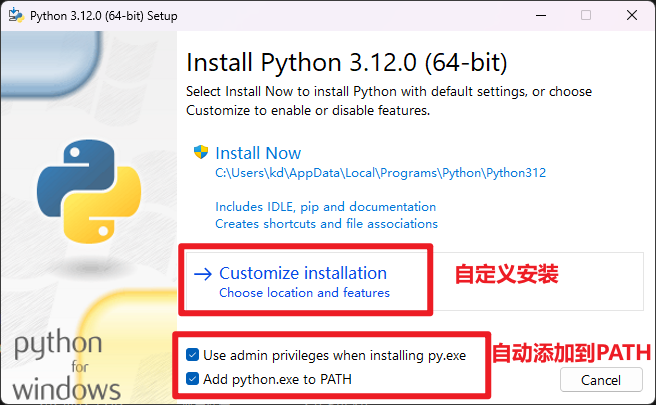 Python 3.12.0 (64-bit) Setup
Install Python 3.12.0 (64-bit)
Select Install Now to install Python with default settings, or choose
Customize to enable or disable features.
Install Now
C:\Users\kd\AppData\Local\Programs\Python\Python312
Includes IDLE, pip and documentation
Creates shortcuts and file associations
Customize installation
Choose location and features
自定义安装
Use admin privileges when installing py.exe
Add python.exe to PATH
自动添加到PATH
python
for
windows
Cancel